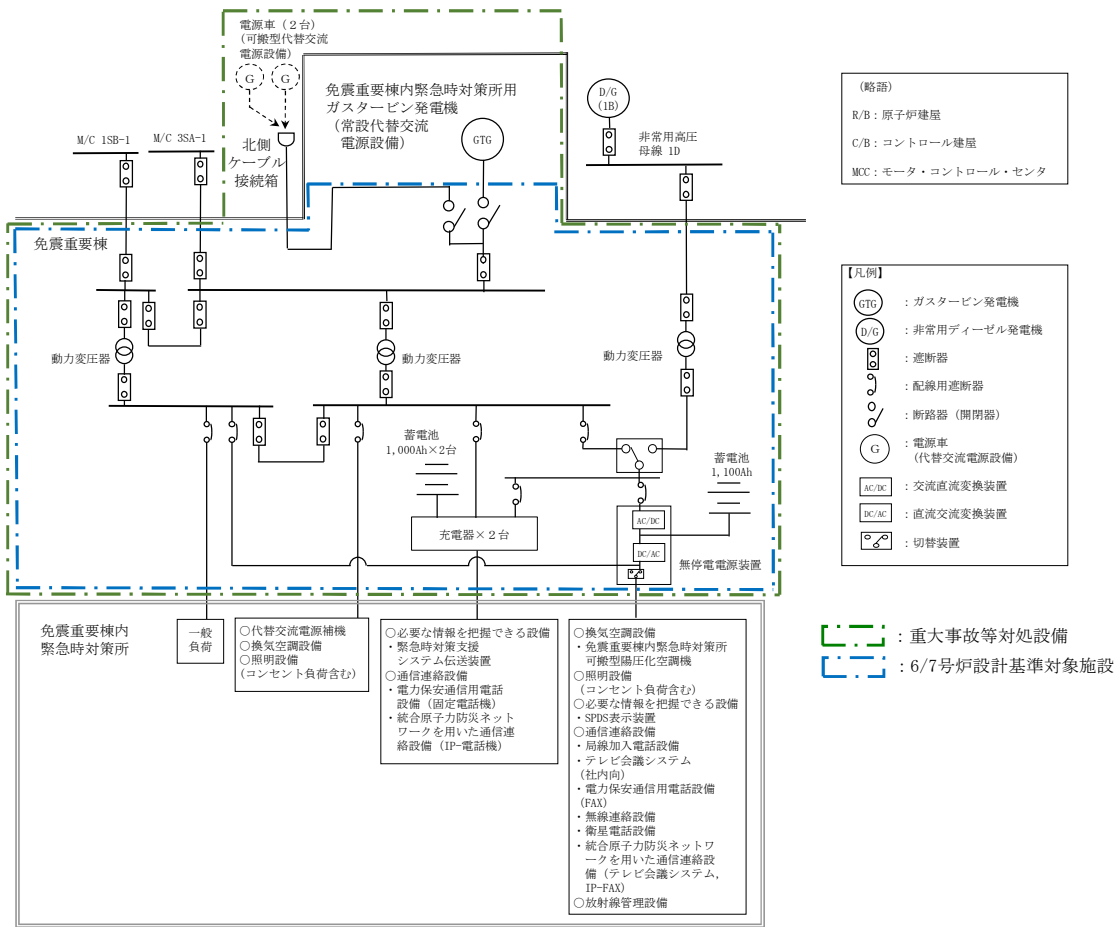 電源車（２台）
(可搬型代替交流
電源設備)
G
G
M/C 1SB-1
M/C 3SA-1
北側
ケーブル
接続箱
免震重要棟内緊急時対策所用
ガスタービン発電機
（常設代替交流
電源設備）
GTG
D/G
(1B)
非常用高圧
母線 1D
免震重要棟
動力変圧器
動力変圧器
動力変圧器
蓄電池
1,000Ah×2台
蓄電池
1,100Ah
充電器×２台
AC/DC
DC/AC
無停電電源装置
免震重要棟内
緊急時対策所
一般
負荷
○代替交流電源補機
○換気空調設備
○照明設備
(コンセント負荷含む)
○必要な情報を把握できる設備
・緊急時対策支援
システム伝送装置
○通信連絡設備
・電力保安通信用電話
設備（固定電話機）
・統合原子力防災ネット
ワークを用いた通信連
絡設備（IP-電話機）
○換気空調設備
・免震重要棟内緊急時対策所
可搬型陽圧化空調機
○照明設備
(コンセント負荷含む)
○必要な情報を把握できる設備
・SPDS表示装置
○通信連絡設備
・局線加入電話設備
・テレビ会議システム
(社内向)
・電力保安通信用電話設備
(FAX)
・無線連絡設備
・衛星電話設備
・統合原子力防災ネットワ
ークを用いた通信連絡設
備（テレビ会議システム,
IP-FAX）
○放射線管理設備
（略語）
R/B：原子炉建屋
C/B：コントロール建屋
MCC：モータ・コントロール・センタ
【凡例】
GTG ：ガスタービン発電機
D/G ：非常用ディーゼル発電機
：遮断器
：配線用遮断器
：断路器（開閉器）
G ：電源車
（代替交流電源設備）
AC/DC ：交流直流変換装置
DC/AC ：直流交流変換装置
：切替装置
：重大事故等対処設備
：6/7号炉設計基準対象施設